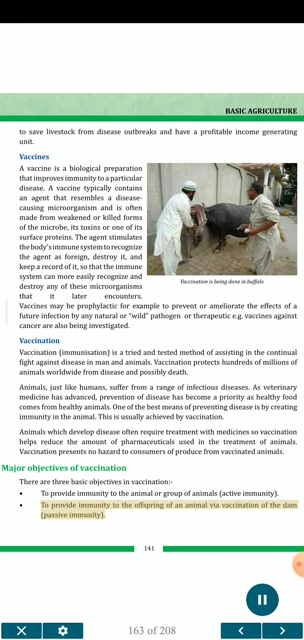 BASIC AGRICULTURE
to save livestock from disease outbreaks and have a profitable income generating
unit.
Vaccines
A vaccine is a biological preparation
that improves immunity to a particular
disease. A vaccine typically contains
an agent that resembles a disease-
causing microorganism and is often
made from weakened or killed forms
of the microbe, its toxins or one of its
surface proteins. The agent stimulates
the body's immune system to recognize
the agent as foreign, destroy it, and
keep a record of it, so that the immune
system can more easily recognize and
destroy any of these microorganisms
that it later encounters.
Vaccination is being done in buffalo
Vaccines may be prophylactic for example to prevent or ameliorate the effects of a
future infection by any natural or "wild" pathogen or therapeutic e.g. vaccines against
cancer are also being investigated.
Vaccination
Vaccination (immunisation) is a tried and tested method of assisting in the continual
fight against disease in man and animals. Vaccination protects hundreds of millions of
animals worldwide from disease and possibly death.
Animals, just like humans, suffer from a range of infectious diseases. As veterinary
medicine has advanced, prevention of disease has become a priority as healthy food
comes from healthy animals. One of the best means of preventing disease is by creating
immunity in the animal. This is usually achieved by vaccination.
Animals which develop disease often require treatment with medicines so vaccination
helps reduce the amount of pharmaceuticals used in the treatment of animals.
Vaccination presents no hazard to consumers of produce from vaccinated animals.
Major objectives of vaccination
There are three basic objectives in vaccination:-
• To provide immunity to the animal or group of animals (active immunity).
• To provide immunity to the offspring of an animal via vaccination of the dam
(passive immunity).
141
163 of 208